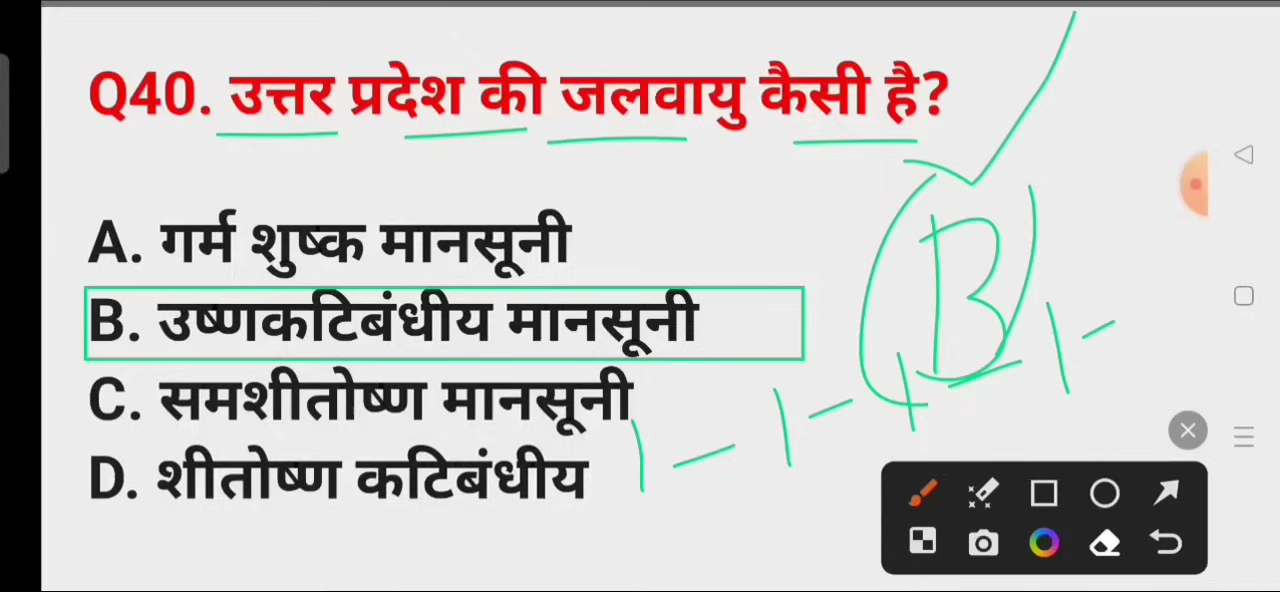 Q40. उत्तर प्रदेश की जलवायु कैसी है?
A. गर्म शुष्क मानसूनी
B. उष्णकटिबंधीय मानसूनी
B
C. समशीतोष्ण मानसूनी
D. शीतोष्ण कटिबंधीय